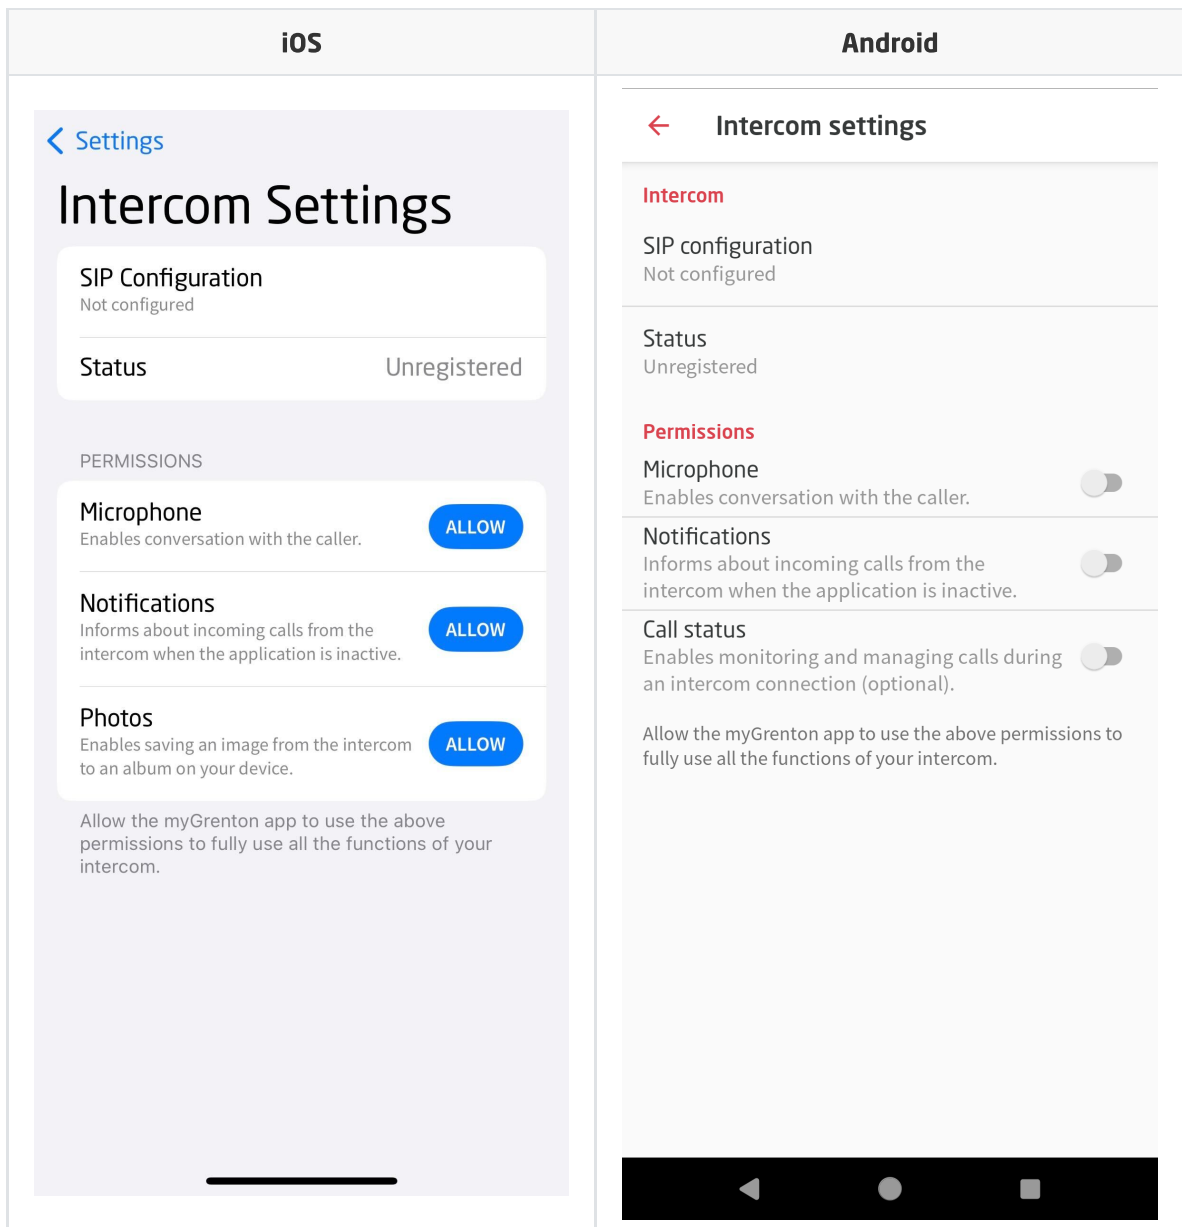 iOS
Android
Settings
Intercom Settings
SIP Configuration
Not configured
Status
Unregistered
PERMISSIONS
Microphone
Enables conversation with the caller.
ALLOW
Notifications
Informs about incoming calls from the
intercom when the application is inactive.
ALLOW
Photos
Enables saving an image from the intercom
to an album on your device.
ALLOW
Allow the myGrenton app to use the above
permissions to fully use all the functions of your
intercom.
Intercom settings
Intercom
SIP configuration
Not configured
Status
Unregistered
Permissions
Microphone
Enables conversation with the caller.
Notifications
Informs about incoming calls from the
intercom when the application is inactive.
Call status
Enables monitoring and managing calls during
an intercom connection (optional).
Allow the myGrenton app to use the above permissions to
fully use all the functions of your intercom.